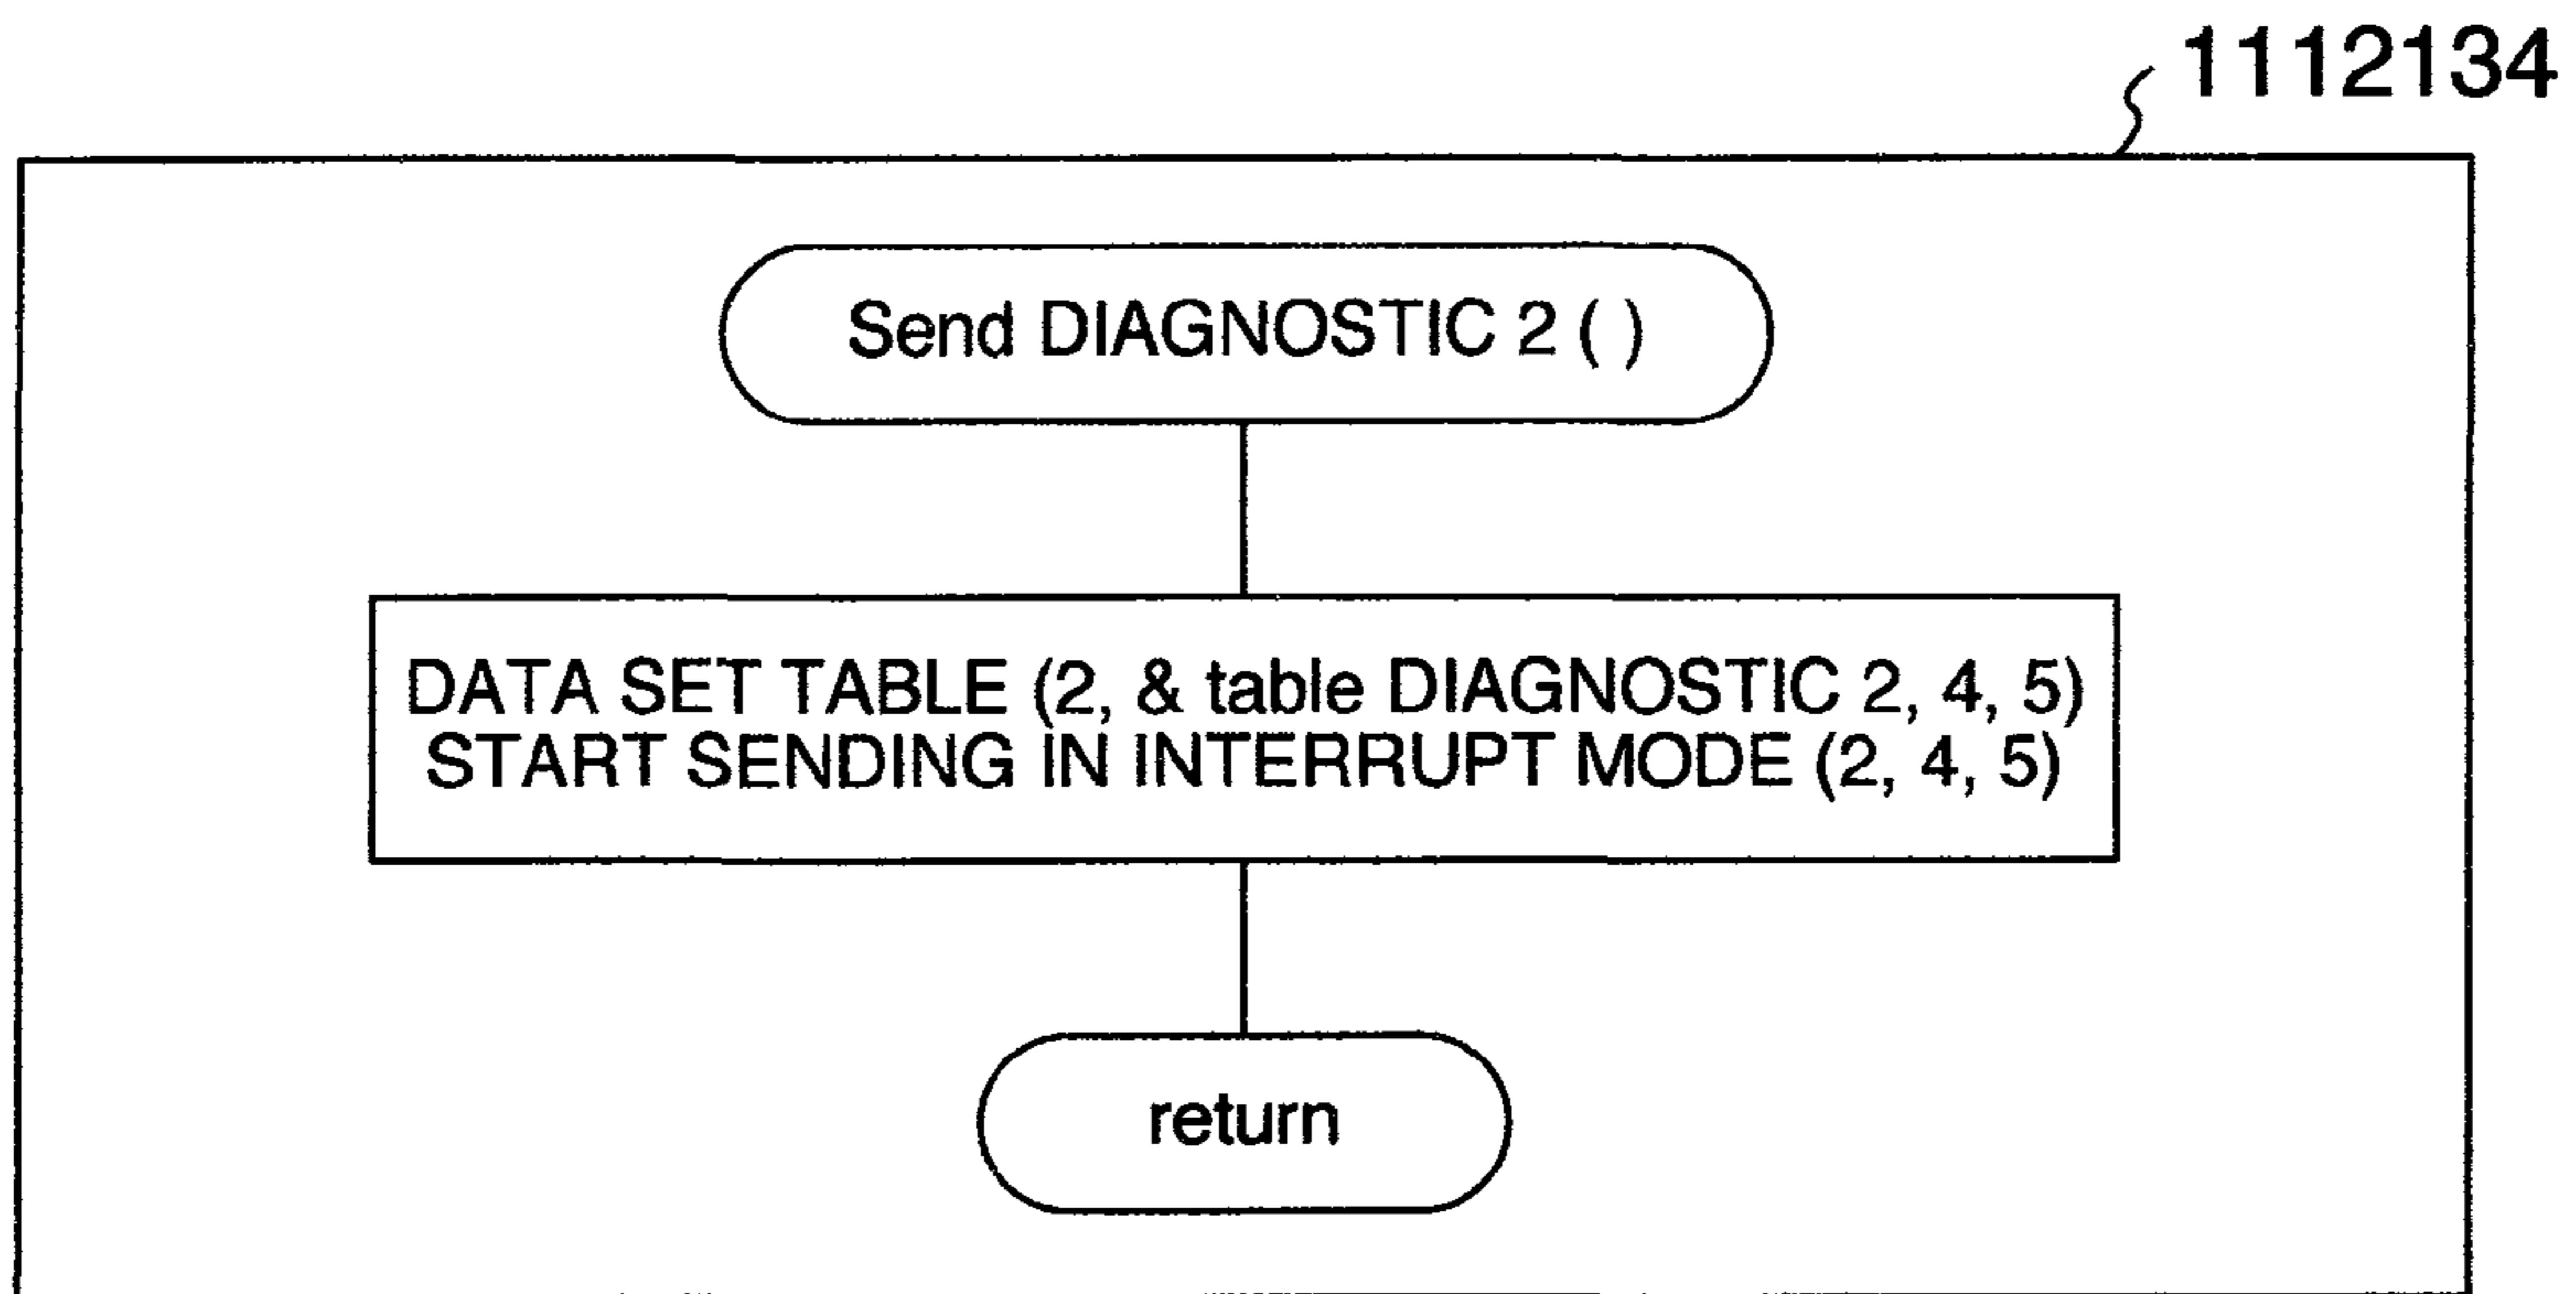 1112134
Send DIAGNOSTIC 2 ( )
DATA SET TABLE (2, & table DIAGNOSTIC 2, 4, 5)
START SENDING IN INTERRUPT MODE (2, 4, 5)
return